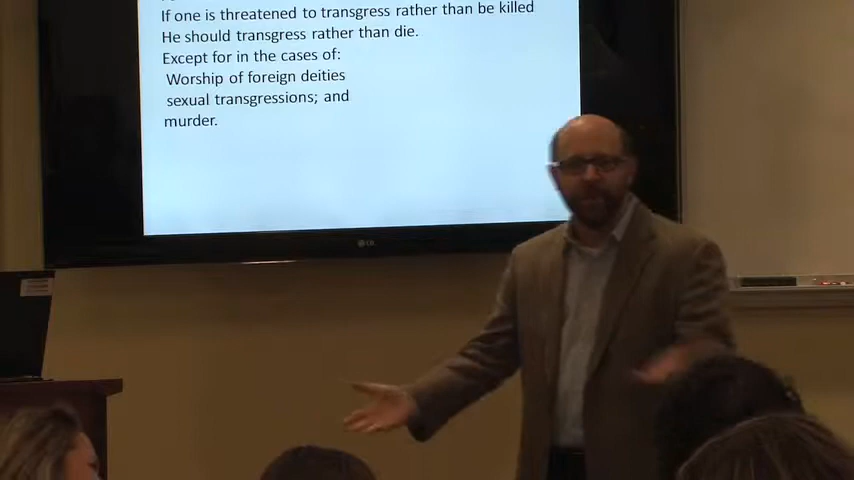 If one is threatened to transgress rather than be killed
He should transgress rather than die.
Except for in the cases of:
Worship of foreign deities
sexual transgressions; and
murder.
LG